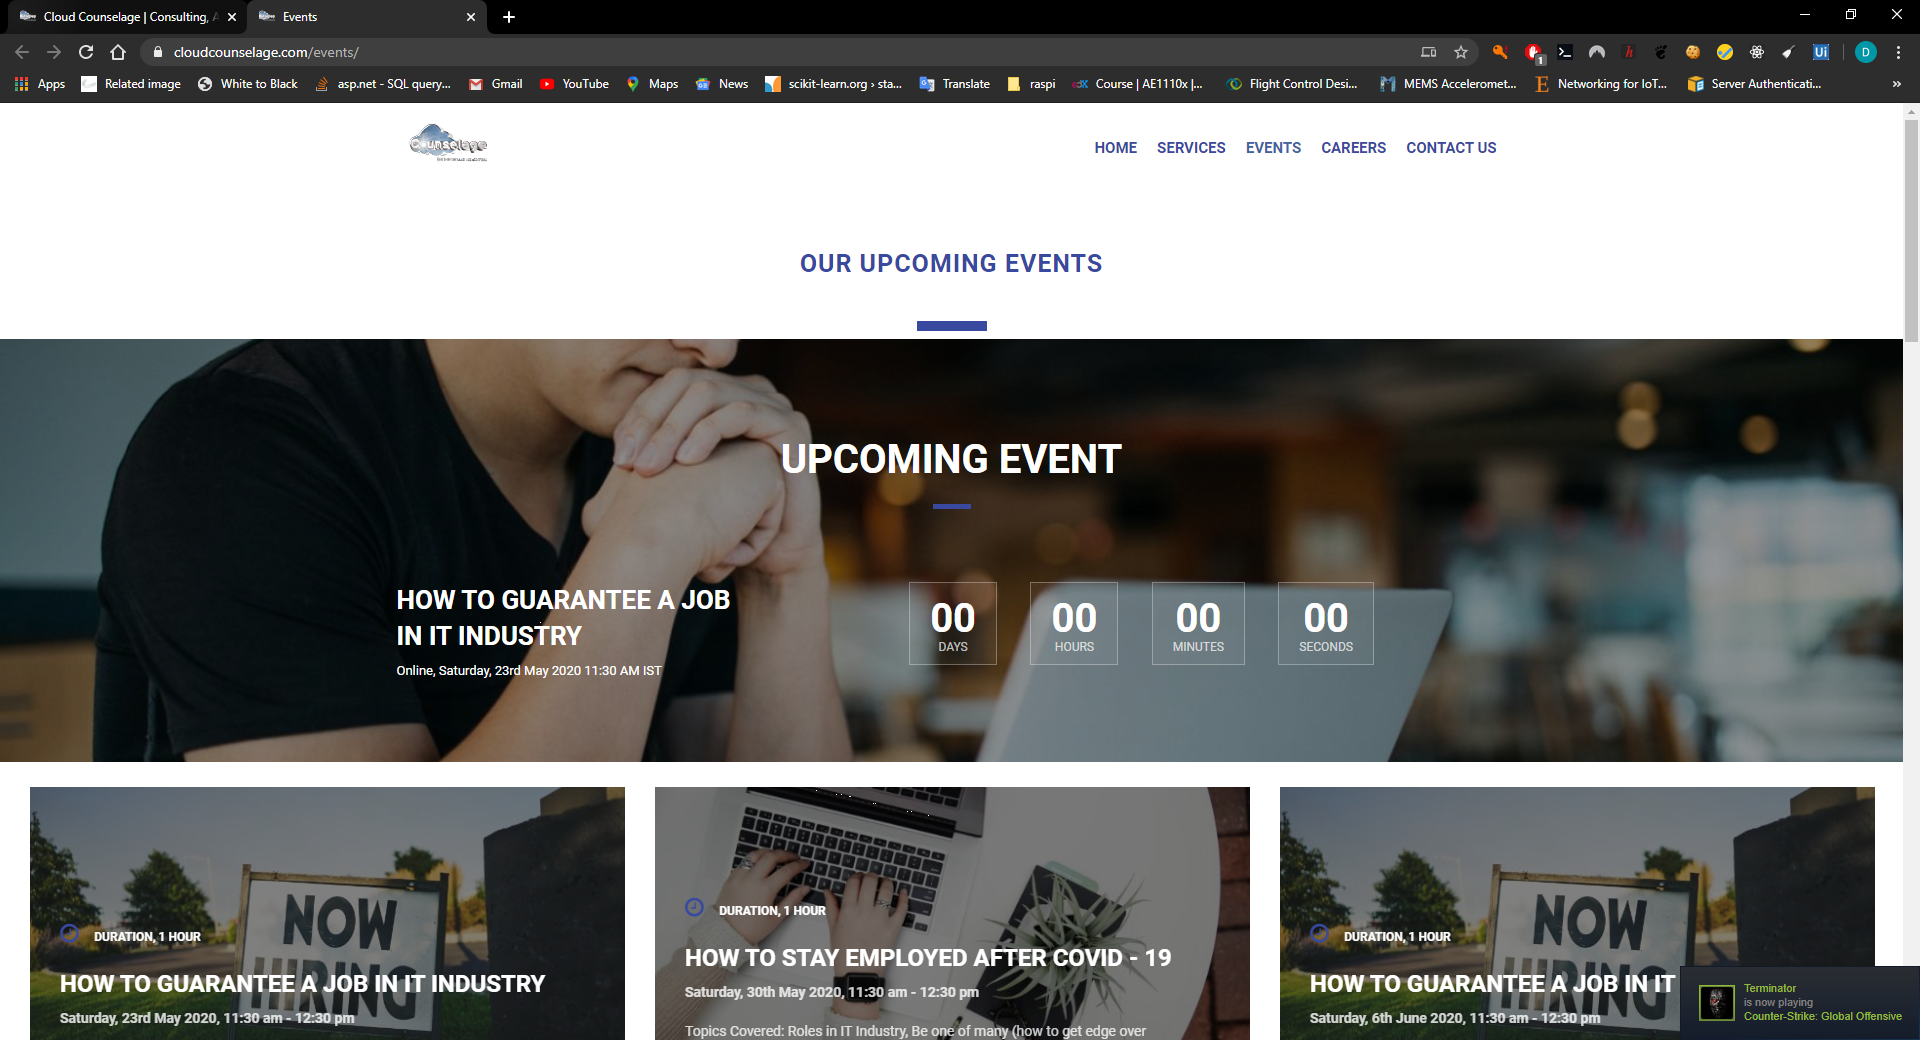 Cloud Counselage | Consulting, A
Events
cloudcounselage.com/events/
1
Ui
D
Apps
Related image
White to Black
asp.net - SQL query...
Gmail
YouTube
Maps
News
scikit-learn.org › sta...
Translate
raspi
Course | AE1110x |...
Flight Control Desi...
MEMS Acceleromet...
Networking for IoT...
Server Authenticati...
»
Counselage
HOME
SERVICES
EVENTS
CAREERS
CONTACT US
OUR UPCOMING EVENTS
UPCOMING EVENT
HOW TO GUARANTEE A JOB
IN IT INDUSTRY
Online, Saturday, 23rd May 2020 11:30 AM IST
00
DAYS
00
HOURS
00
MINUTES
00
SECONDS
NOW
HIRING
DURATION, 1 HOUR
HOW TO GUARANTEE A JOB IN IT INDUSTRY
Saturday, 23rd May 2020, 11:30 am - 12:30 pm
DURATION, 1 HOUR
HOW TO STAY EMPLOYED AFTER COVID - 19
Saturday, 30th May 2020, 11:30 am - 12:30 pm
Topics Covered: Roles in IT Industry, Be one of many (how to get edge over
NOW
HIRING
DURATION, 1 HOUR
HOW TO GUARANTEE A JOB IN IT
Saturday, 6th June 2020, 11:30 am - 12:30 pm
Terminator
is now playing
Counter-Strike: Global Offensive